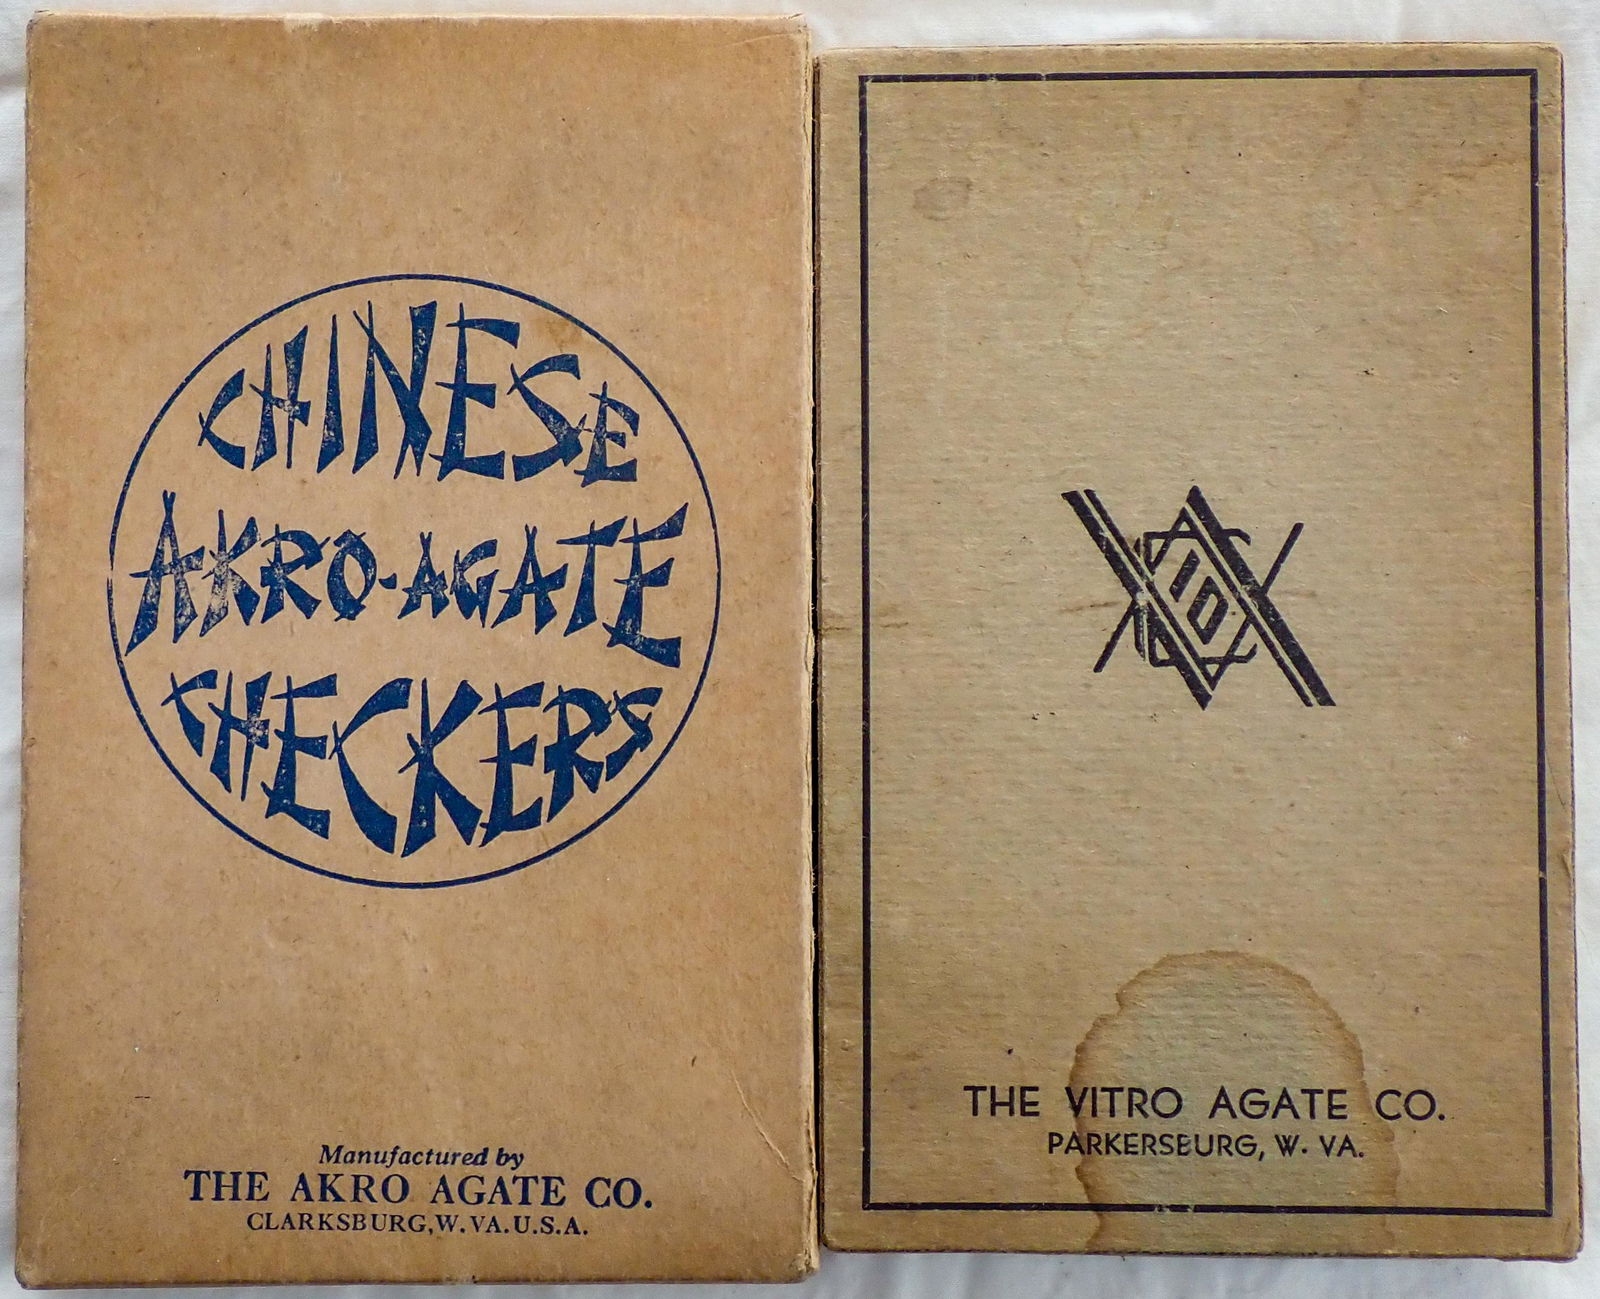 CHINESE
AKRO-AGATE
CHECKERS
Manufactured by
THE AKRO AGATE CO.
CLARKSBURG, W. VA. U.S.A.
THE VITRO AGATE CO.
PARKERSBURG, W. VA.